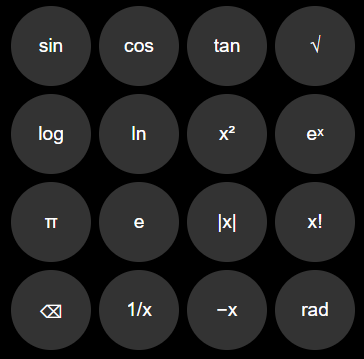 sin cos tan √
log ln x² eˣ
π e |x| x!
⌫ 1/x −x rad